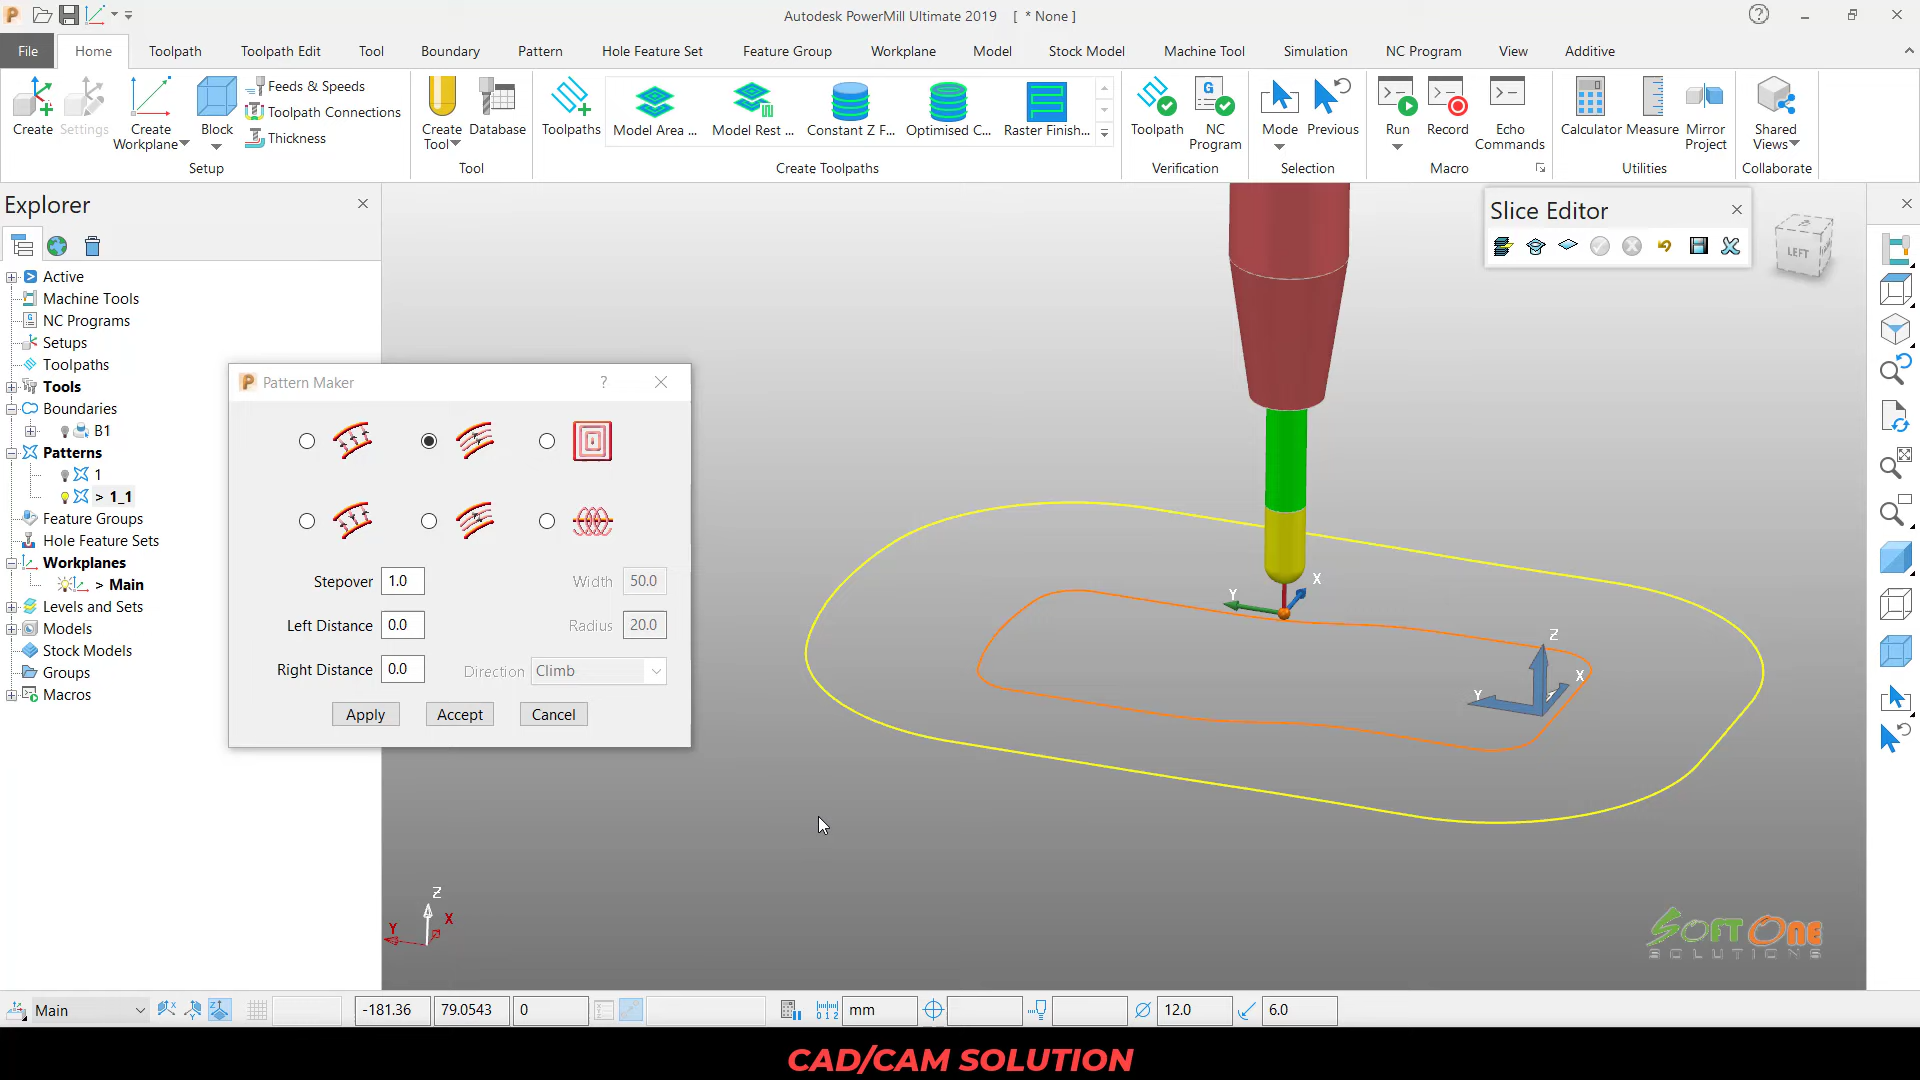 Autodesk PowerMill Ultimate 2019 [ * None ]
File Home Toolpath Toolpath Edit Tool Boundary Pattern Hole Feature Set Feature Group Workplane Model Stock Model Machine Tool Simulation NC Program View Additive
Create
Settings
Create Workplane
Block
Feeds & Speeds
Toolpath Connections
Thickness
Setup
Create Tool
Database
Tool
Toolpaths
Model Area ...
Model Rest ...
Constant Z F...
Optimised C...
Raster Finish...
Create Toolpaths
Toolpath
NC Program
Verification
Mode
Previous
Selection
Run
Record
Echo Commands
Macro
Calculator
Measure
Mirror Project
Utilities
Shared Views
Collaborate
Explorer
Active
Machine Tools
NC Programs
Setups
Toolpaths
Tools
Boundaries
B1
Patterns
1
> 1_1
Feature Groups
Hole Feature Sets
Workplanes
> Main
Levels and Sets
Models
Stock Models
Groups
Macros
Pattern Maker ?
Stepover 1.0
Width 50.0
Left Distance 0.0
Radius 20.0
Right Distance 0.0
Direction Climb
Apply Accept Cancel
Slice Editor
LEFT
X
Y
Z
X
Y
Z
X
Y
SOFT ONE
SOLUTIONS
Main -181.36 79.0543 0 mm 12.0 6.0
CAD/CAM SOLUTION